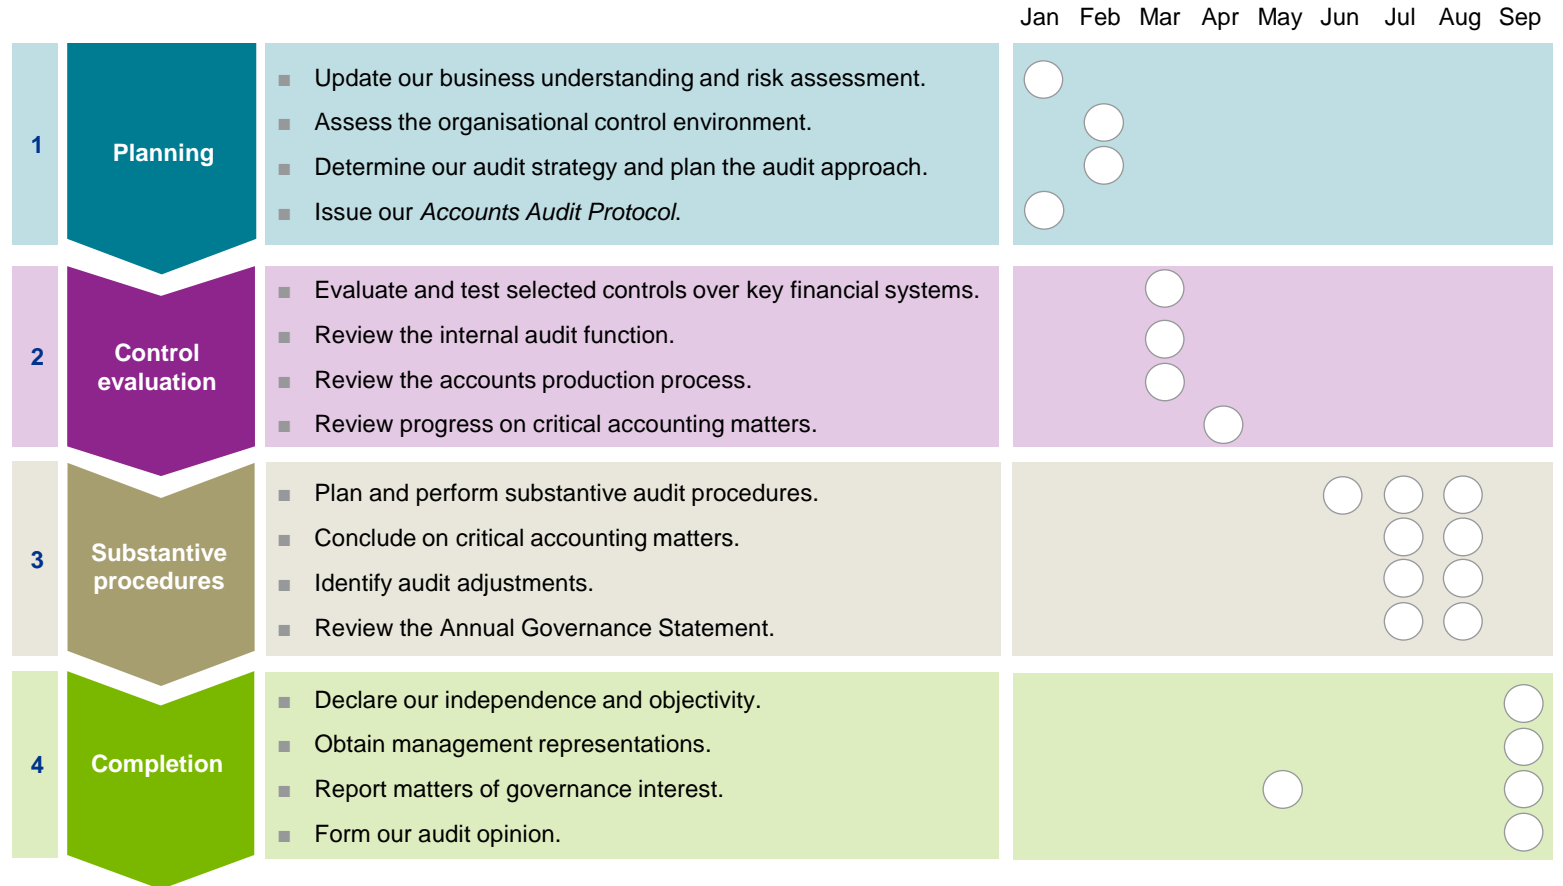 Jan Feb Mar Apr May Jun Jul Aug Sep
1
Planning
■ Update our business understanding and risk assessment.
■ Assess the organisational control environment.
■ Determine our audit strategy and plan the audit approach.
■ Issue our Accounts Audit Protocol.
2
Control
evaluation
■ Evaluate and test selected controls over key financial systems.
■ Review the internal audit function.
■ Review the accounts production process.
■ Review progress on critical accounting matters.
3
Substantive
procedures
■ Plan and perform substantive audit procedures.
■ Conclude on critical accounting matters.
■ Identify audit adjustments.
■ Review the Annual Governance Statement.
4
Completion
■ Declare our independence and objectivity.
■ Obtain management representations.
■ Report matters of governance interest.
■ Form our audit opinion.